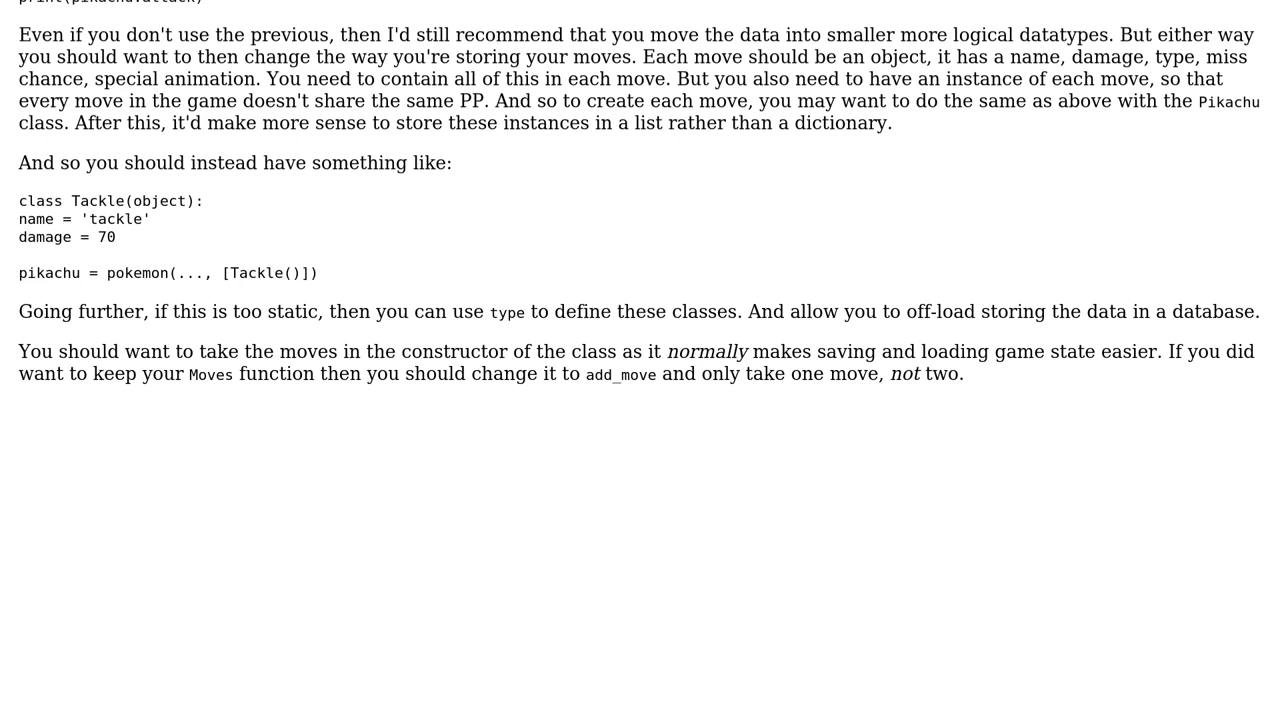 print(pikachu.attack)
Even if you don't use the previous, then I'd still recommend that you move the data into smaller more logical datatypes. But either way
you should want to then change the way you're storing your moves. Each move should be an object, it has a name, damage, type, miss
chance, special animation. You need to contain all of this in each move. But you also need to have an instance of each move, so that
every move in the game doesn't share the same PP. And so to create each move, you may want to do the same as above with the Pikachu
class. After this, it'd make more sense to store these instances in a list rather than a dictionary.
And so you should instead have something like:
class Tackle(object):
name = 'tackle'
damage = 70
pikachu = pokemon(..., [Tackle()])
Going further, if this is too static, then you can use type to define these classes. And allow you to off-load storing the data in a database.
You should want to take the moves in the constructor of the class as it normally makes saving and loading game state easier. If you did
want to keep your Moves function then you should change it to add_move and only take one move, not two.